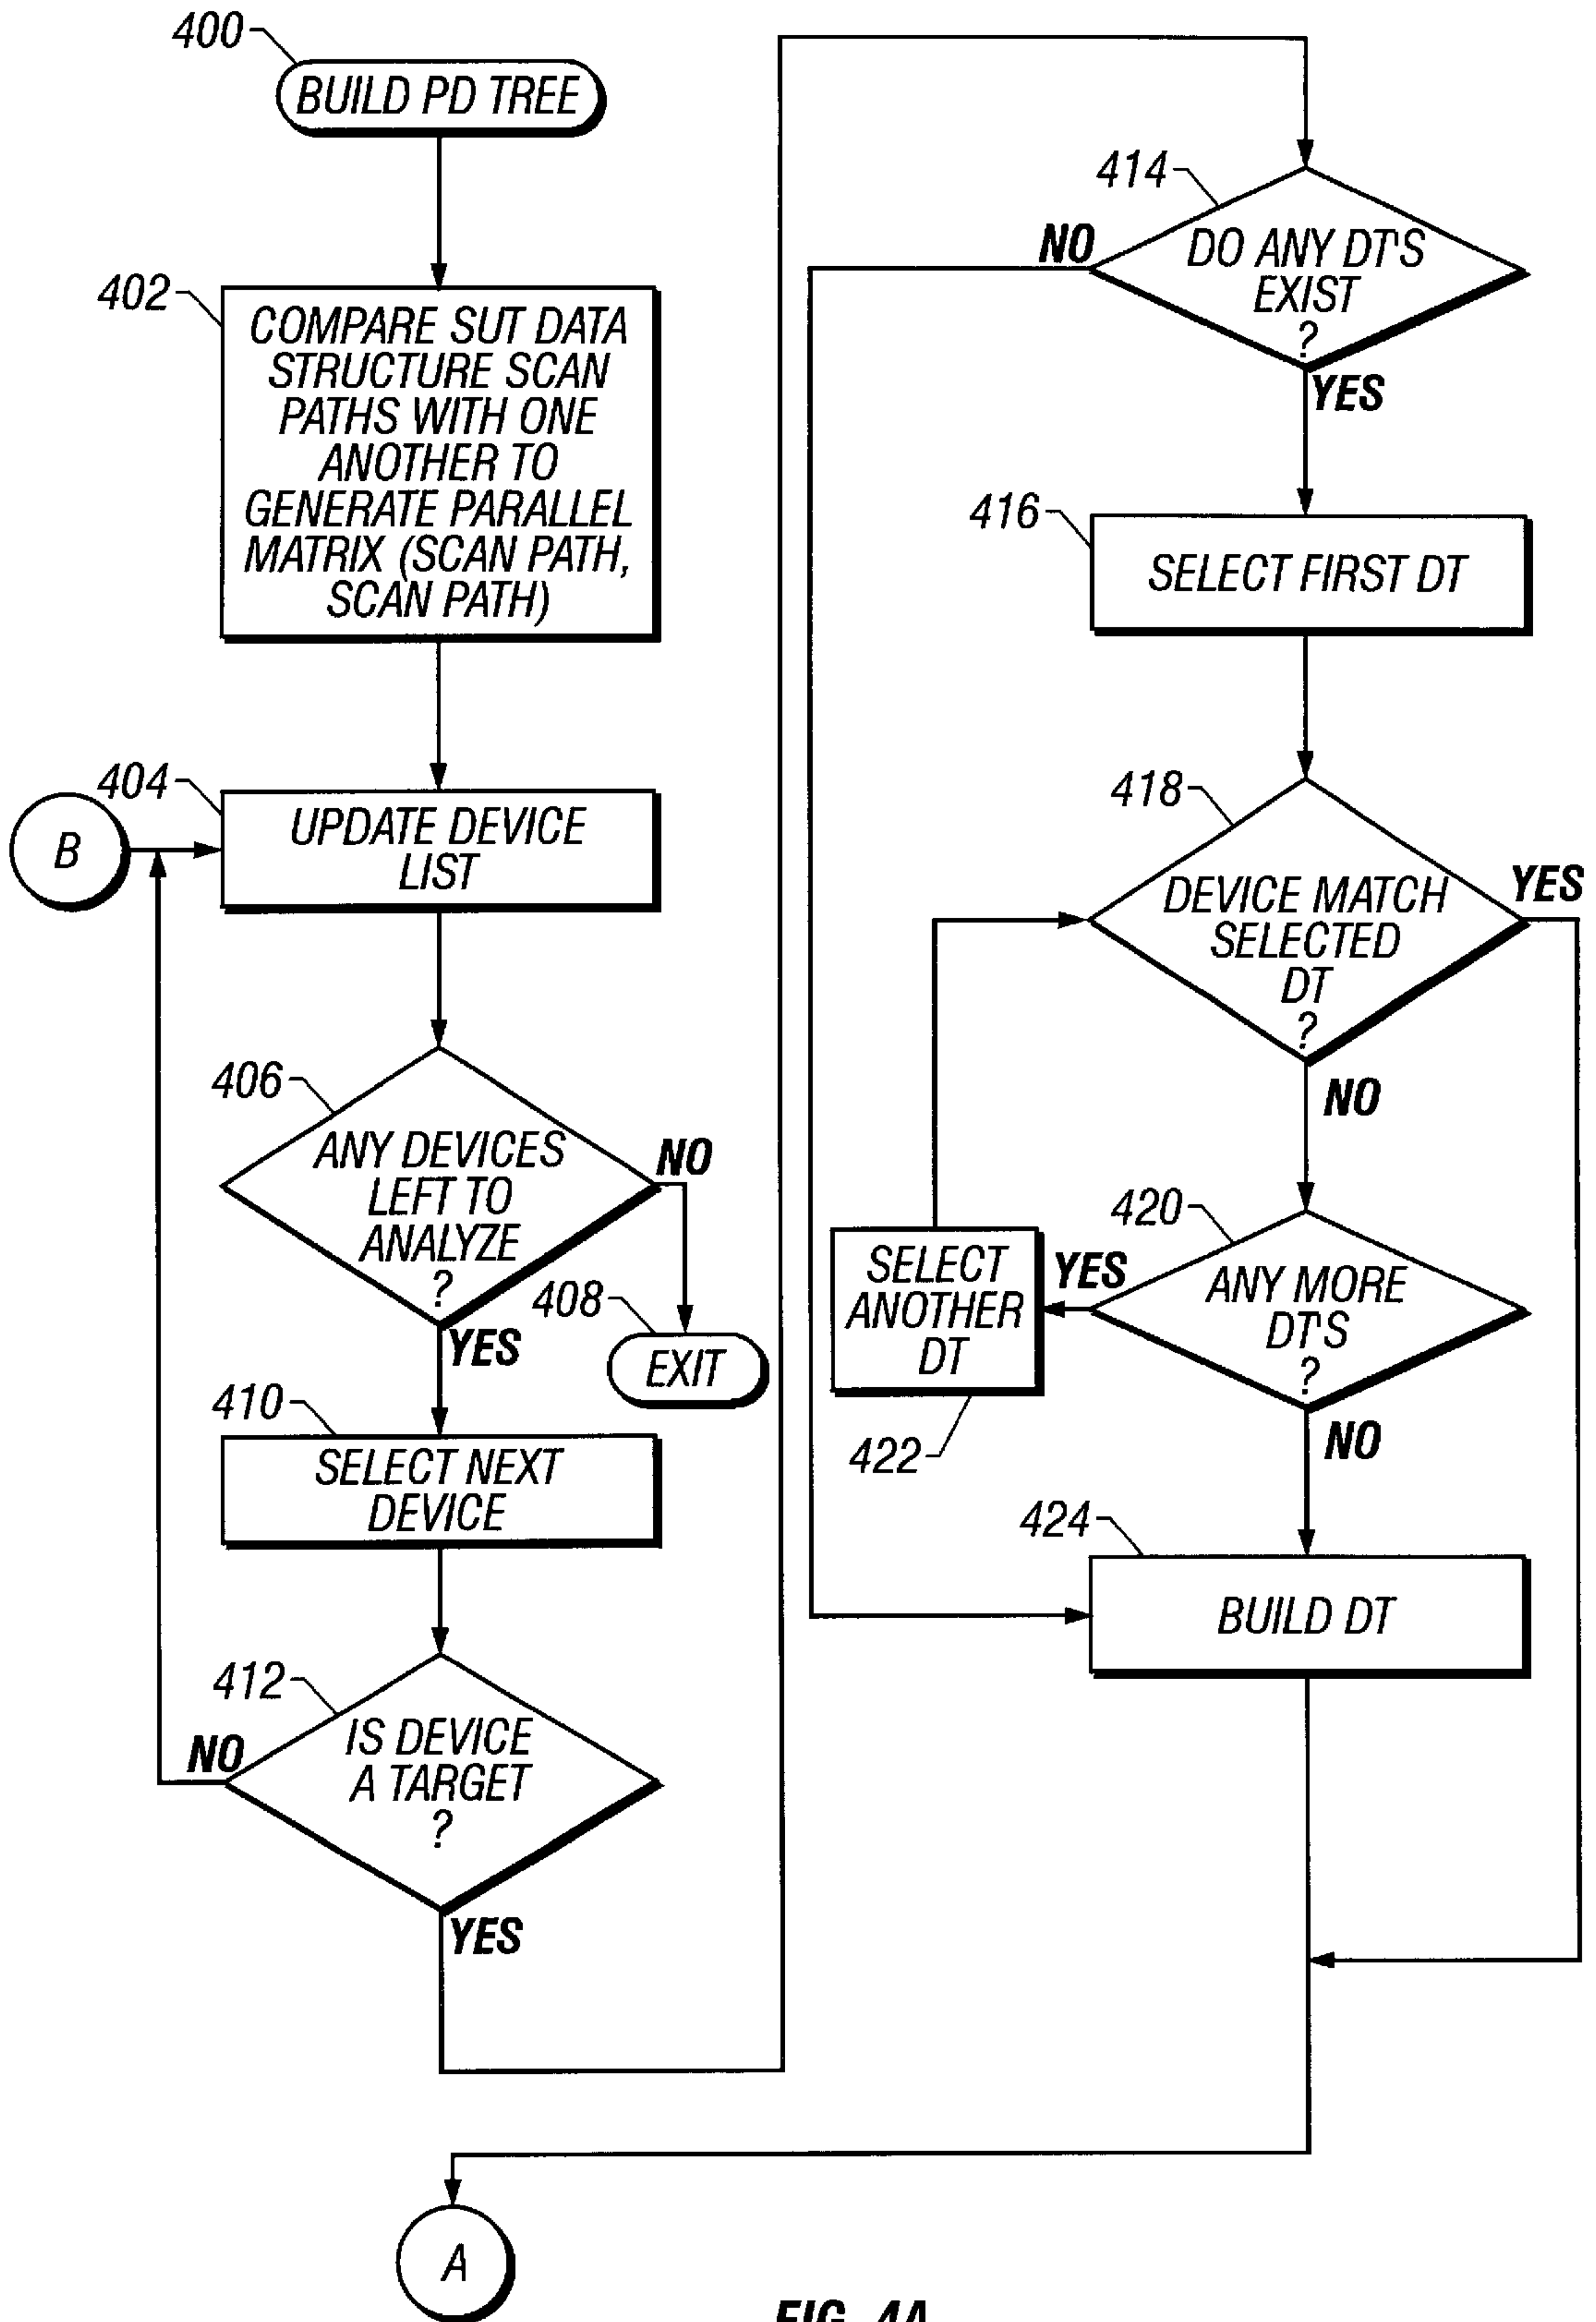 400
BUILD PD TREE
402
COMPARE SUT DATA
STRUCTURE SCAN
PATHS WITH ONE
ANOTHER TO
GENERATE PARALLEL
MATRIX (SCAN PATH,
SCAN PATH)
404
B
UPDATE DEVICE
LIST
406
ANY DEVICES
LEFT TO
ANALYZE
?
NO
YES
408
EXIT
410
SELECT NEXT
DEVICE
412
IS DEVICE
A TARGET
?
NO
YES
414
DO ANY DT'S
EXIST
?
NO
YES
416
SELECT FIRST DT
418
DEVICE MATCH
SELECTED
DT
?
YES
NO
420
ANY MORE
DT'S
?
YES
NO
SELECT
ANOTHER
DT
422
424
BUILD DT
A
FIG. 4A